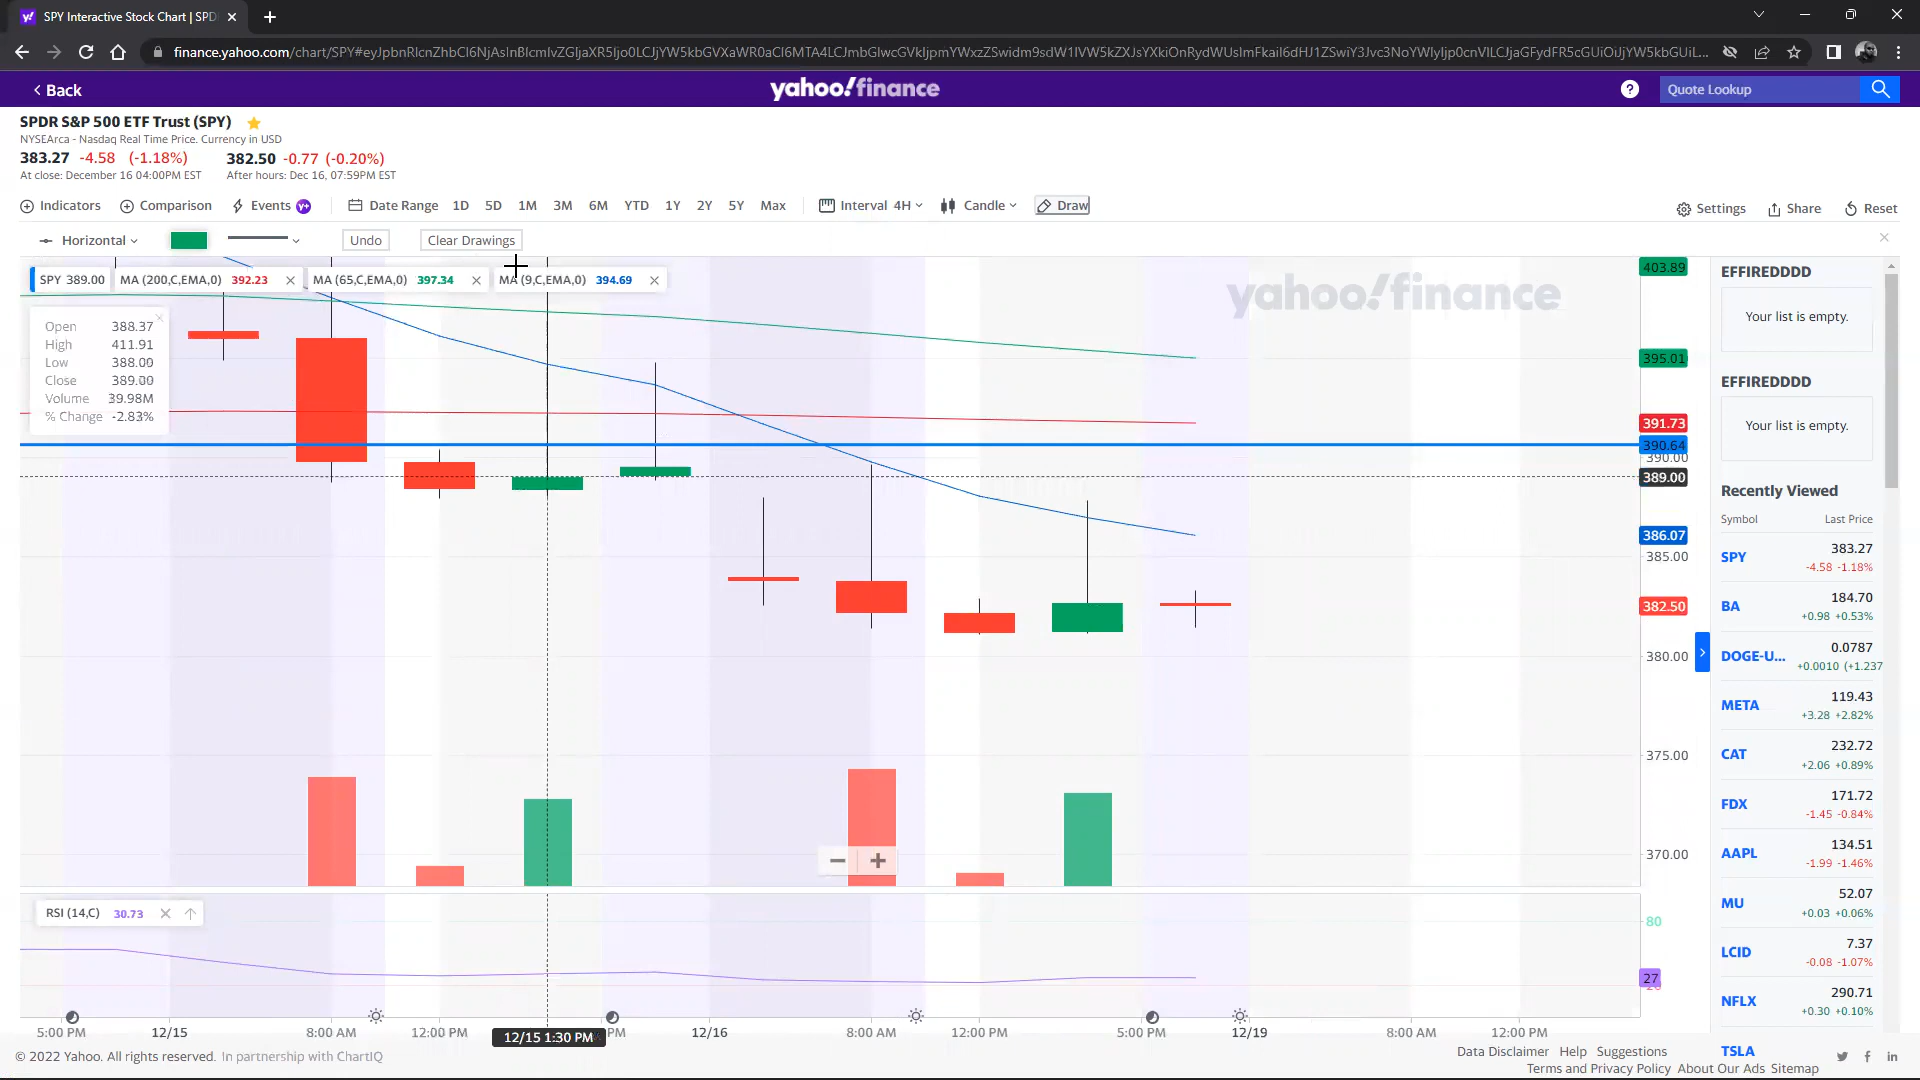 SPY Interactive Stock Chart | SPD
finance.yahoo.com/chart/SPY
Back
yahoo!finance
Quote Lookup
SPDR S&P 500 ETF Trust (SPY)
NYSEArca - Nasdaq Real Time Price. Currency in USD
383.27 -4.58 (-1.18%) 382.50 -0.77 (-0.20%)
At close: December 16 04:00PM EST After hours: Dec 16, 07:59PM EST
Indicators Comparison Events Y+ Date Range 1D 5D 1M 3M 6M YTD 1Y 2Y 5Y Max Interval 4H Candle Draw Settings Share Reset
Horizontal Undo Clear Drawings
SPY 389.00 MA (200,C,EMA,0) 392.23 MA (65,C,EMA,0) 397.34 MA (9,C,EMA,0) 394.69
Open 388.37
High 411.91
Low 388.00
Close 389.00
Volume 39.98M
% Change -2.83%
yahoo!finance
403.89
395.01
391.73
390.64
390.00
389.00
386.07
385.00
382.50
380.00
375.00
370.00
RSI (14,C) 30.73
80
27
5:00 PM 12/15 8:00 AM 12:00 PM 12/15 1:30 PM PM 12/16 8:00 AM 12:00 PM 5:00 PM 12/19 8:00 AM 12:00 PM
EFFIREDDDD
Your list is empty.
EFFIREDDDD
Your list is empty.
Recently Viewed
Symbol Last Price
SPY 383.27
-4.58 -1.18%
BA 184.70
+0.98 +0.53%
DOGE-U... 0.0787
+0.0010 (+1.237
META 119.43
+3.28 +2.82%
CAT 232.72
+2.06 +0.89%
FDX 171.72
-1.45 -0.84%
AAPL 134.51
-1.99 -1.46%
MU 52.07
+0.03 +0.06%
LCID 7.37
-0.08 -1.07%
NFLX 290.71
+0.30 +0.10%
TSLA
© 2022 Yahoo. All rights reserved. In partnership with ChartIQ
Data Disclaimer Help Suggestions
Terms and Privacy Policy About Our Ads Sitemap